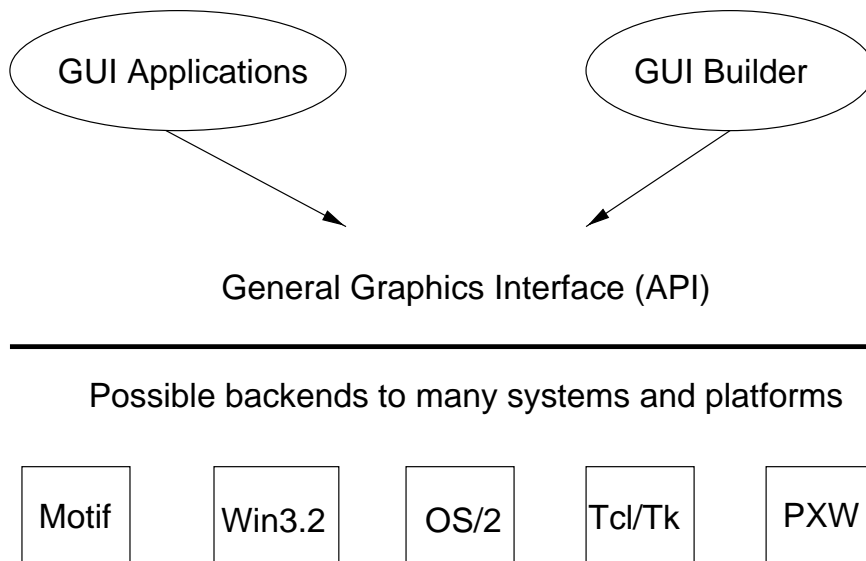 GUI Applications
GUI Builder
General Graphics Interface (API)
Possible backends to many systems and platforms
Motif
Win3.2
OS/2
Tcl/Tk
PXW